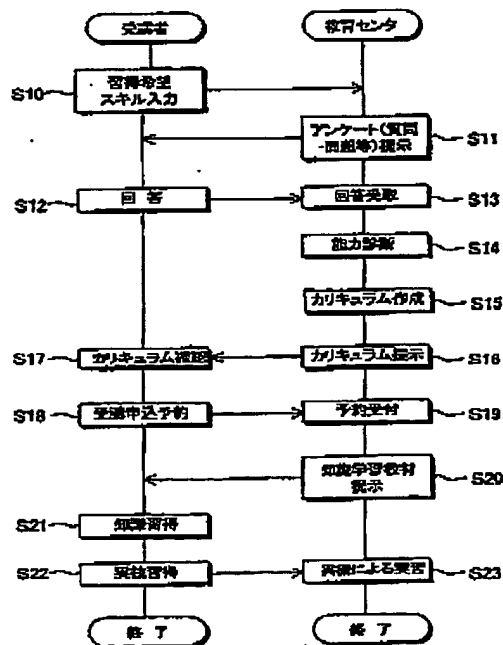 受講者
教育センタ
S10
習得希望
スキル入力
アンケート(質問
・問題等)提示
S11
S12
回答
回答受取
S13
能力診断
S14
カリキュラム作成
S15
S17
カリキュラム確認
カリキュラム提示
S16
S18
受講申込予約
予約受付
S19
知識学習教材
提示
S20
S21
知識習得
S22
実技習得
実機による実習
S23
終了
終了